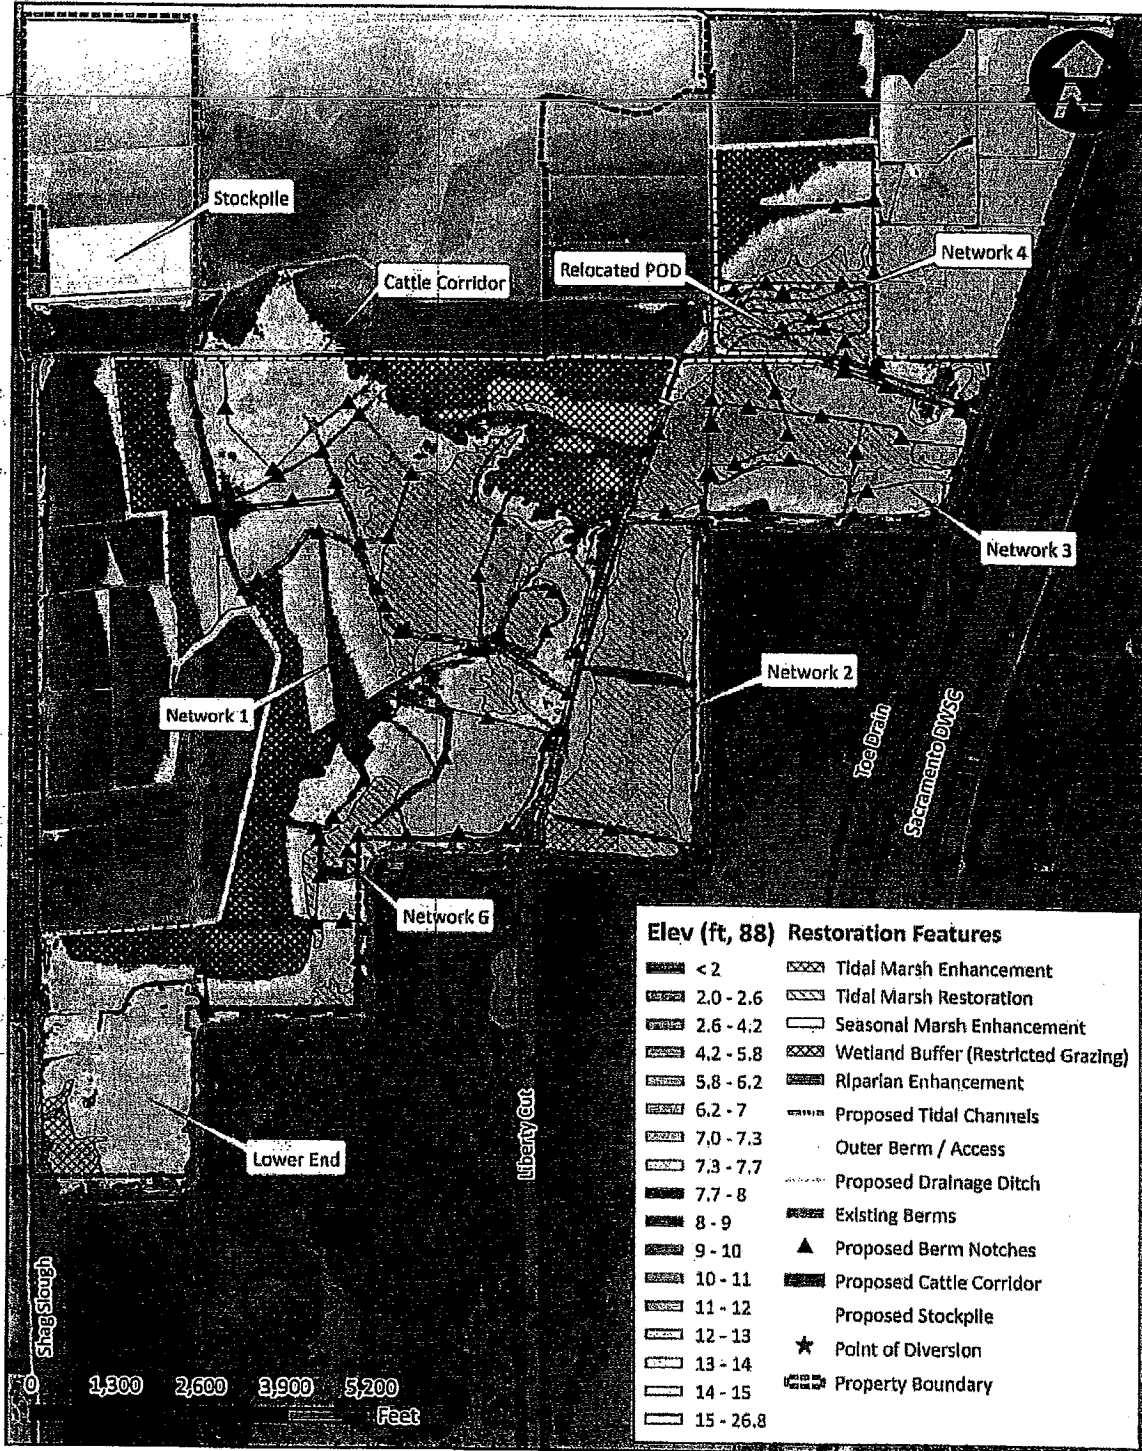 N
Stockpile
Cattle Corridor
Relocated POD
Network 4
Network 3
Network 2
Network 1
Network 6
Lower End
Toe Drain
Sacramento DWSC
Liberty Cut
Shag Slough
0 1,300 2,600 3,900 5,200
Feet
Elev (ft, 88)
< 2
2.0 - 2.6
2.6 - 4.2
4.2 - 5.8
5.8 - 6.2
6.2 - 7
7.0 - 7.3
7.3 - 7.7
7.7 - 8
8 - 9
9 - 10
10 - 11
11 - 12
12 - 13
13 - 14
14 - 15
15 - 26.8
Restoration Features
Tidal Marsh Enhancement
Tidal Marsh Restoration
Seasonal Marsh Enhancement
Wetland Buffer (Restricted Grazing)
Riparian Enhancement
Proposed Tidal Channels
Outer Berm / Access
Proposed Drainage Ditch
Existing Berms
Proposed Berm Notches
Proposed Cattle Corridor
Proposed Stockpile
Point of Diversion
Property Boundary